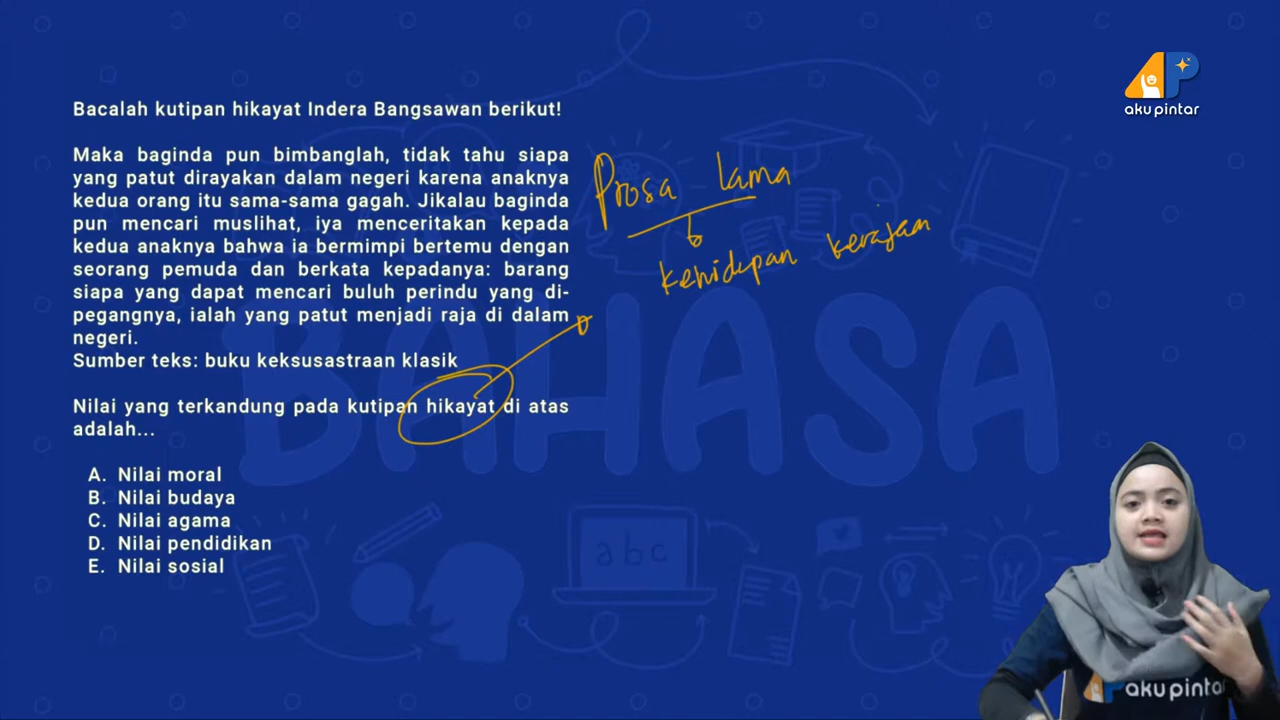 Bacalah kutipan hikayat Indera Bangsawan berikut!
Maka baginda pun bimbanglah, tidak tahu siapa
yang patut dirayakan dalam negeri karena anaknya
kedua orang itu sama-sama gagah. Jikalau baginda
pun mencari muslihat, iya menceritakan kepada
kedua anaknya bahwa ia bermimpi bertemu dengan
seorang pemuda dan berkata kepadanya: barang
siapa yang dapat mencari buluh perindu yang di-
pegangnya, ialah yang patut menjadi raja di dalam
negeri.
Sumber teks: buku keksusastraan klasik
Nilai yang terkandung pada kutipan hikayat di atas
adalah...
A. Nilai moral
B. Nilai budaya
C. Nilai agama
D. Nilai pendidikan
E. Nilai sosial
Prosa lama
kehidupan kerajaan
BAHASA
abc
AP
aku pintar
AP aku pintar